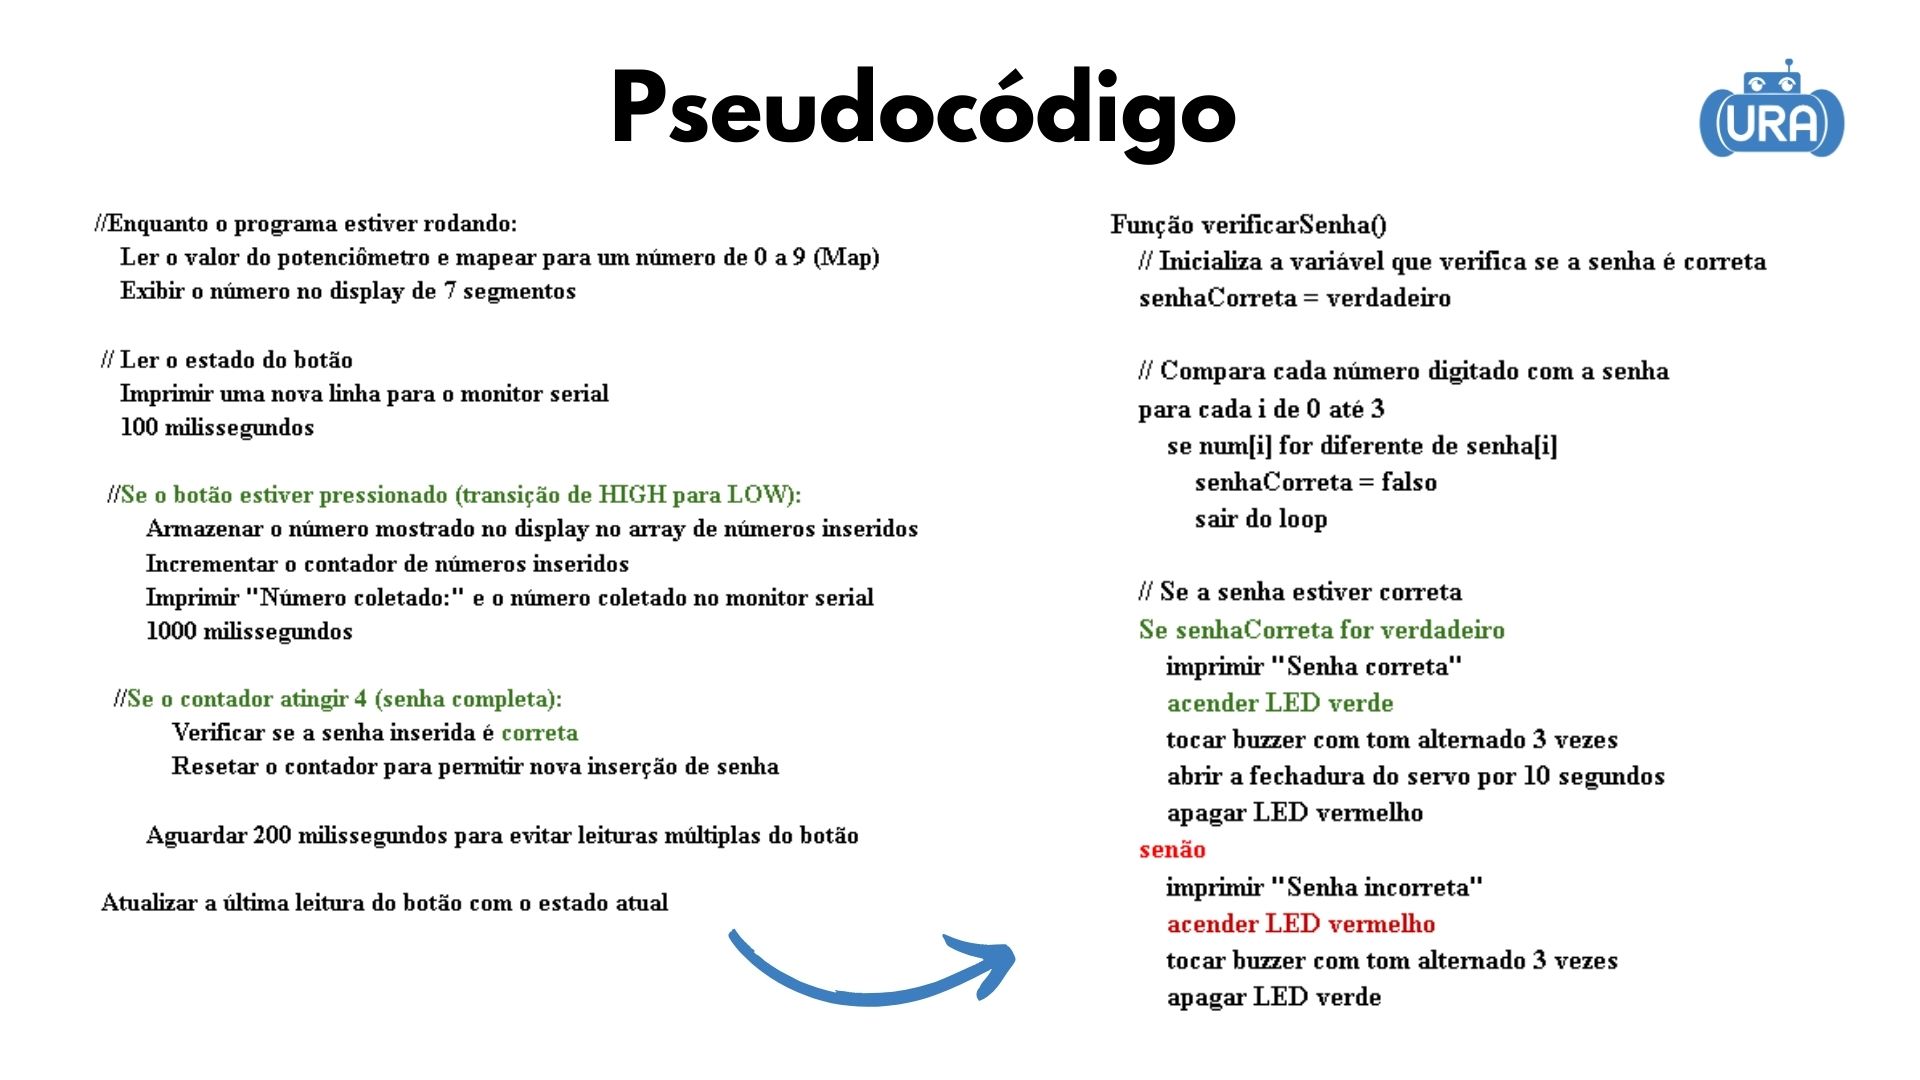 Pseudocódigo
URA
//Enquanto o programa estiver rodando:
Ler o valor do potenciômetro e mapear para um número de 0 a 9 (Map)
Exibir o número no display de 7 segmentos
// Ler o estado do botão
Imprimir uma nova linha para o monitor serial
100 milissegundos
//Se o botão estiver pressionado (transição de HIGH para LOW):
Armazenar o número mostrado no display no array de números inseridos
Incrementar o contador de números inseridos
Imprimir "Número coletado:" e o número coletado no monitor serial
1000 milissegundos
//Se o contador atingir 4 (senha completa):
Verificar se a senha inserida é correta
Resetar o contador para permitir nova inserção de senha
Aguardar 200 milissegundos para evitar leituras múltiplas do botão
Atualizar a última leitura do botão com o estado atual
Função verificarSenha()
// Inicializa a variável que verifica se a senha é correta
senhaCorreta = verdadeiro
// Compara cada número digitado com a senha
para cada i de 0 até 3
se num[i] for diferente de senha[i]
senhaCorreta = falso
sair do loop
// Se a senha estiver correta
Se senhaCorreta for verdadeiro
imprimir "Senha correta"
acender LED verde
tocar buzzer com tom alternado 3 vezes
abrir a fechadura do servo por 10 segundos
apagar LED vermelho
senão
imprimir "Senha incorreta"
acender LED vermelho
tocar buzzer com tom alternado 3 vezes
apagar LED verde